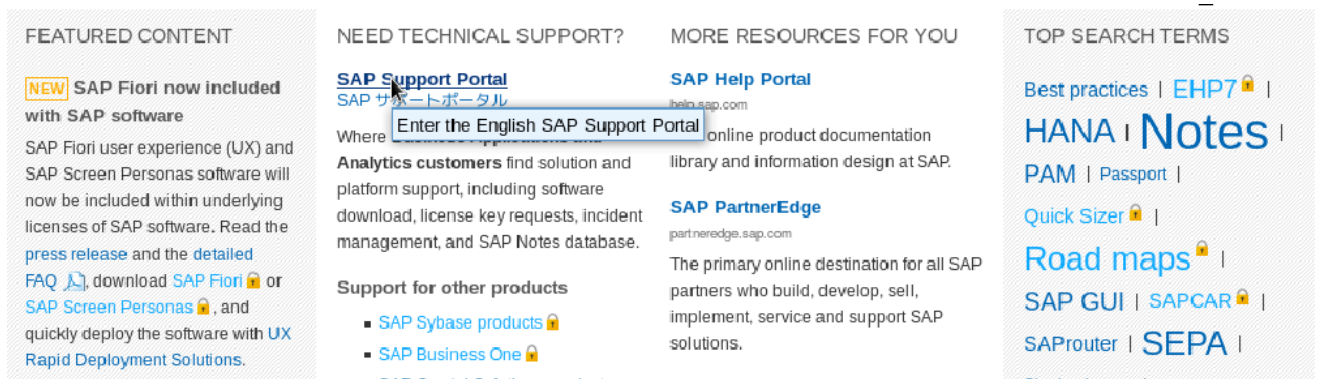 FEATURED CONTENT
NEW SAP Fiori now included
with SAP software
SAP Fiori user experience (UX) and
SAP Screen Personas software will
now be included within underlying
licenses of SAP software. Read the
press release and the detailed
FAQ , download SAP Fiori or
SAP Screen Personas , and
quickly deploy the software with UX
Rapid Deployment Solutions.
NEED TECHNICAL SUPPORT?
SAP Support Portal
SAP サポートポータル
Enter the English SAP Support Portal
Where Business Applications and
Analytics customers find solution and
platform support, including software
download, license key requests, incident
management, and SAP Notes database.
Support for other products
▪ SAP Sybase products
▪ SAP Business One
MORE RESOURCES FOR YOU
SAP Help Portal
help.sap.com
online product documentation
library and information design at SAP.
SAP PartnerEdge
partneredge.sap.com
The primary online destination for all SAP
partners who build, develop, sell,
implement, service and support SAP
solutions.
TOP SEARCH TERMS
Best practices | EHP7 |
HANA | Notes |
PAM | Passport |
Quick Sizer |
Road maps |
SAP GUI | SAPCAR |
SAProuter | SEPA |